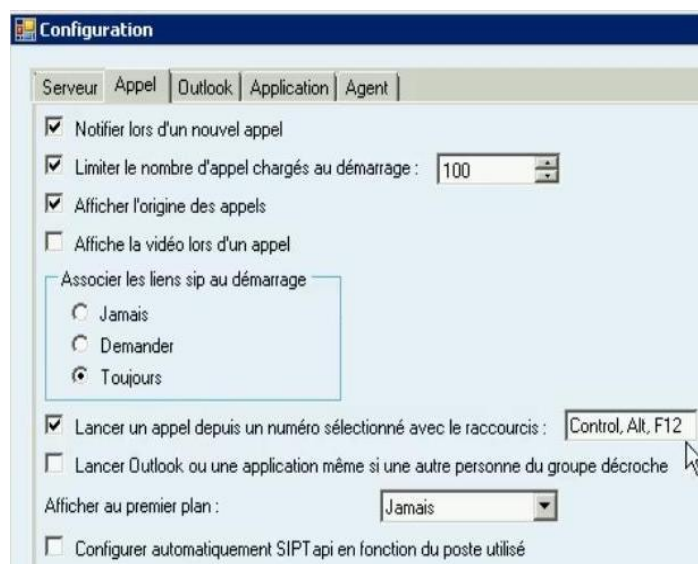 Configuration
Serveur Appel Outlook Application Agent
Notifier lors d'un nouvel appel
Limiter le nombre d'appel chargés au démarrage : 100
Afficher l'origine des appels
Affiche la vidéo lors d'un appel
Associer les liens sip au démarrage
Jamais
Demander
Toujours
Lancer un appel depuis un numéro sélectionné avec le raccourcis : Control, Alt, F12
Lancer Outlook ou une application même si une autre personne du groupe décroche
Afficher au premier plan : Jamais
Configurer automatiquement SIPTapi en fonction du poste utilisé